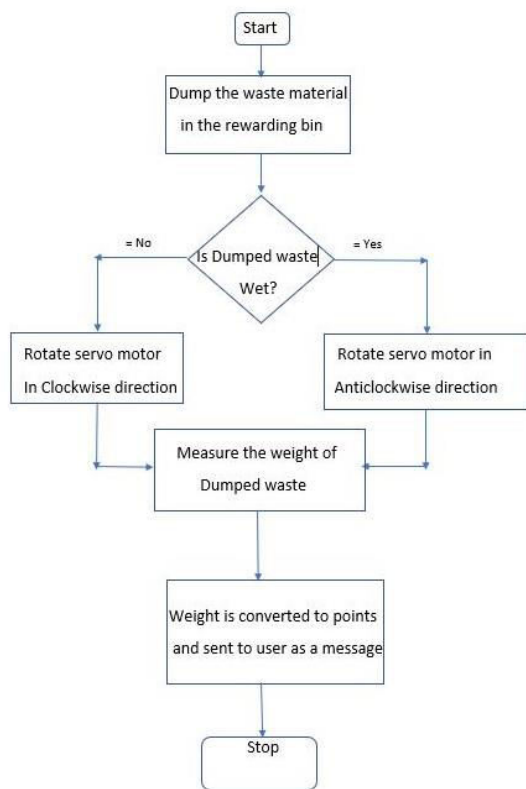 Start
Dump the waste material
in the rewarding bin
= No
= Yes
Is Dumped waste
Wet?
Rotate servo motor
In Clockwise direction
Rotate servo motor in
Anticlockwise direction
Measure the weight of
Dumped waste
Weight is converted to points
and sent to user as a message
Stop